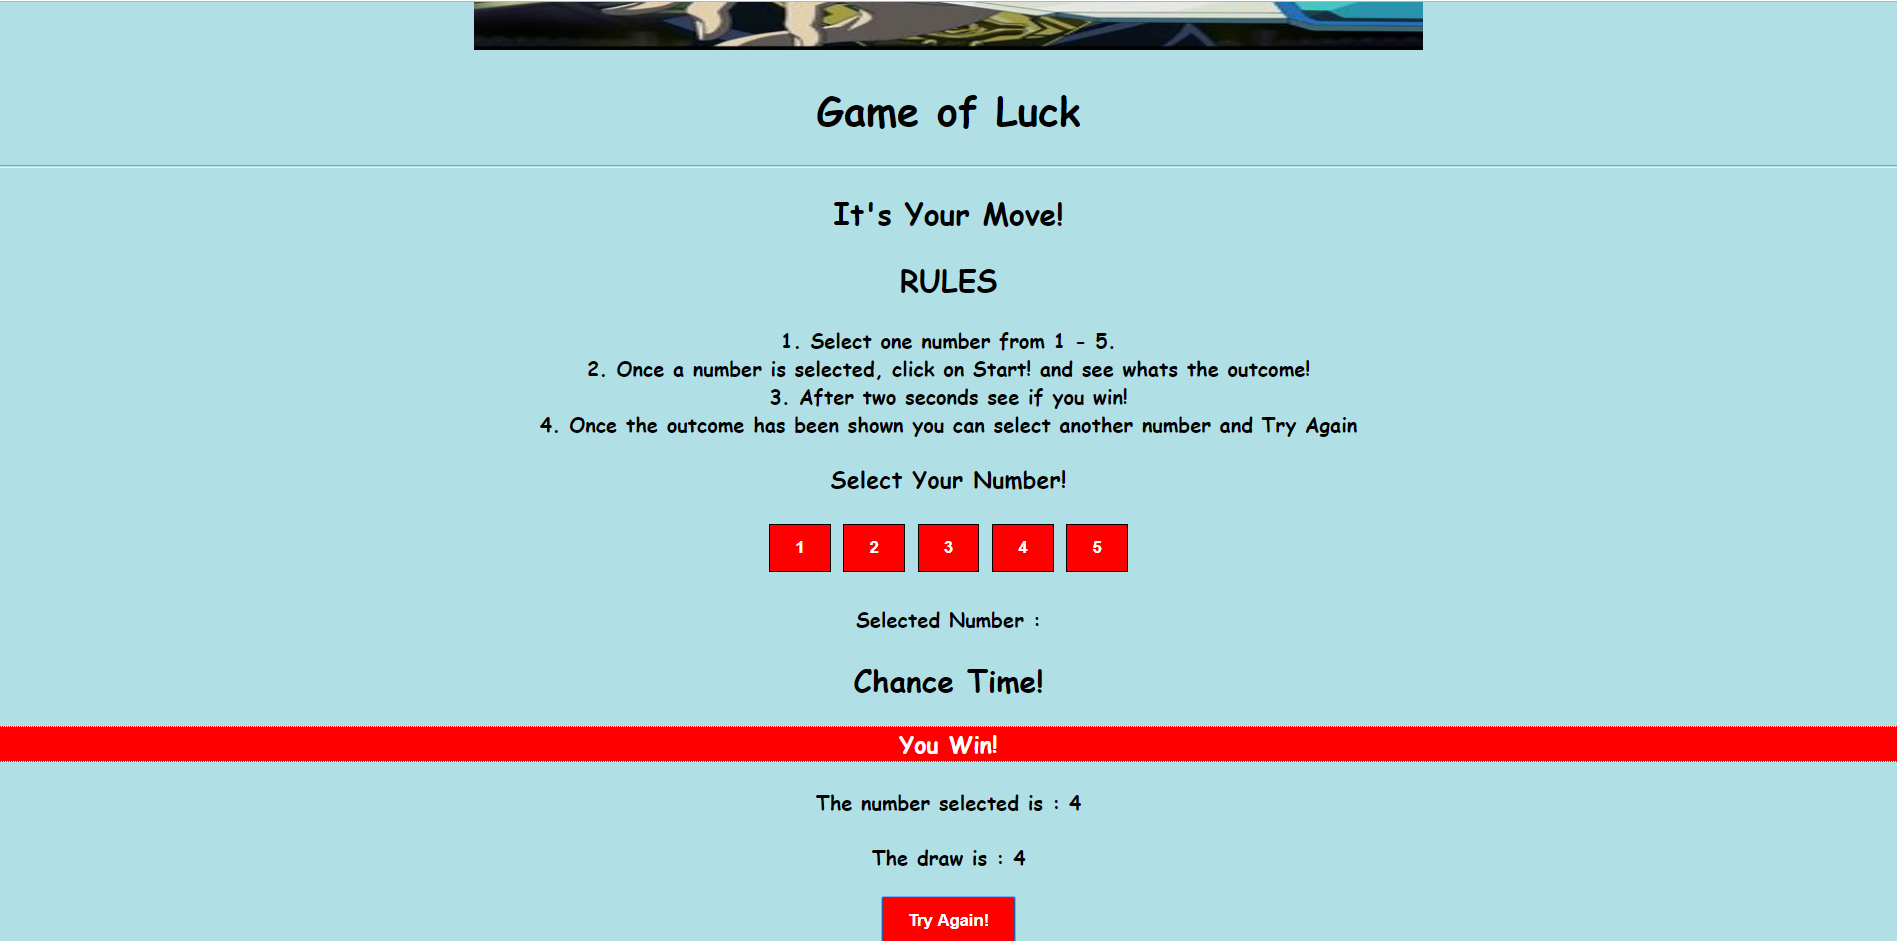 Game of Luck
It's Your Move!
RULES
1. Select one number from 1 - 5.
2. Once a number is selected, click on Start! and see whats the outcome!
3. After two seconds see if you win!
4. Once the outcome has been shown you can select another number and Try Again
Select Your Number!
1 2 3 4 5
Selected Number :
Chance Time!
You Win!
The number selected is : 4
The draw is : 4
Try Again!